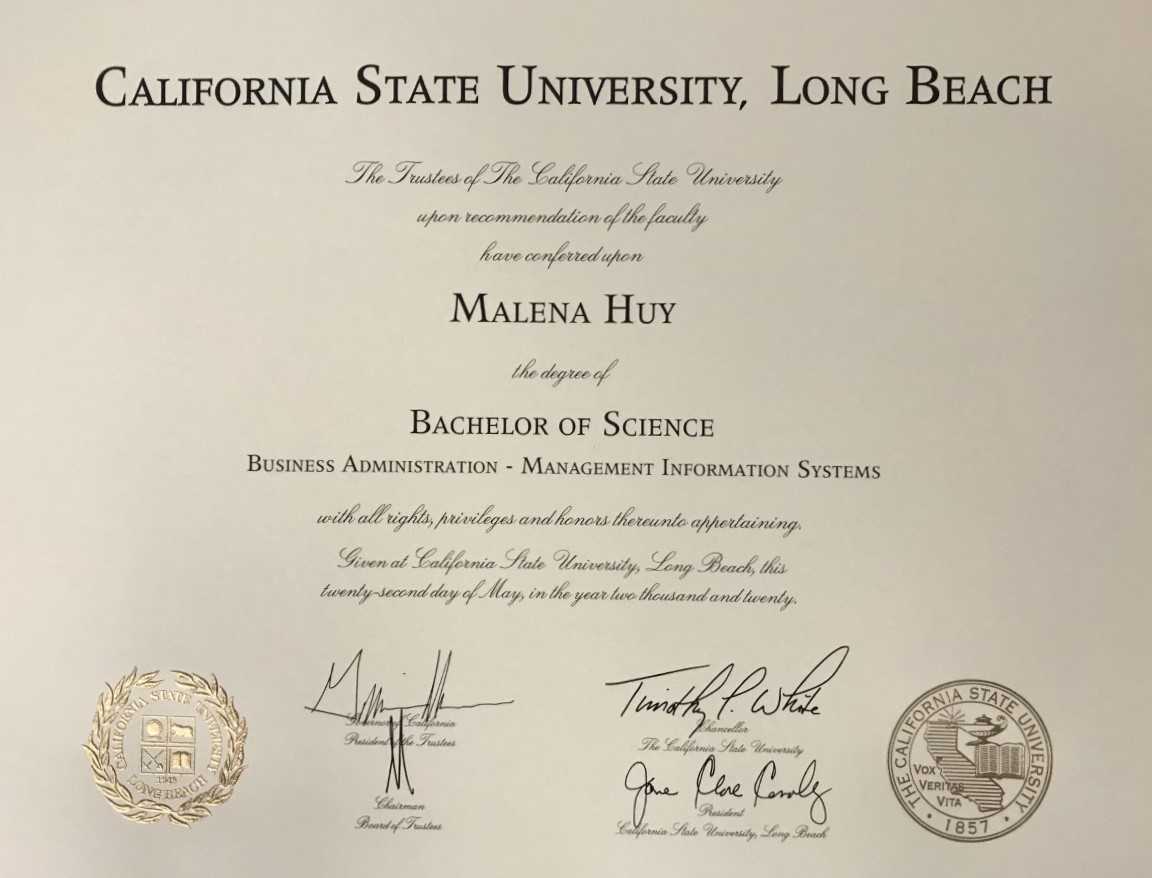 CALIFORNIA STATE UNIVERSITY, LONG BEACH
The Trustees of The California State University
upon recommendation of the faculty
have conferred upon
MALENA HUY
the degree of
BACHELOR OF SCIENCE
BUSINESS ADMINISTRATION - MANAGEMENT INFORMATION SYSTEMS
with all rights, privileges and honors thereunto appertaining.
Given at California State University, Long Beach, this
twenty-second day of May, in the year two thousand and twenty.
Governor of California
President of the Trustees
Chairman
Board of Trustees
Timothy P. White
Chancellor
The California State University
Jane Close Conoley
President
California State University, Long Beach
CALIFORNIA STATE UNIVERSITY
1949
LONG BEACH
THE CALIFORNIA STATE UNIVERSITY
VOX
VERITAS
VITA
· 1857 ·